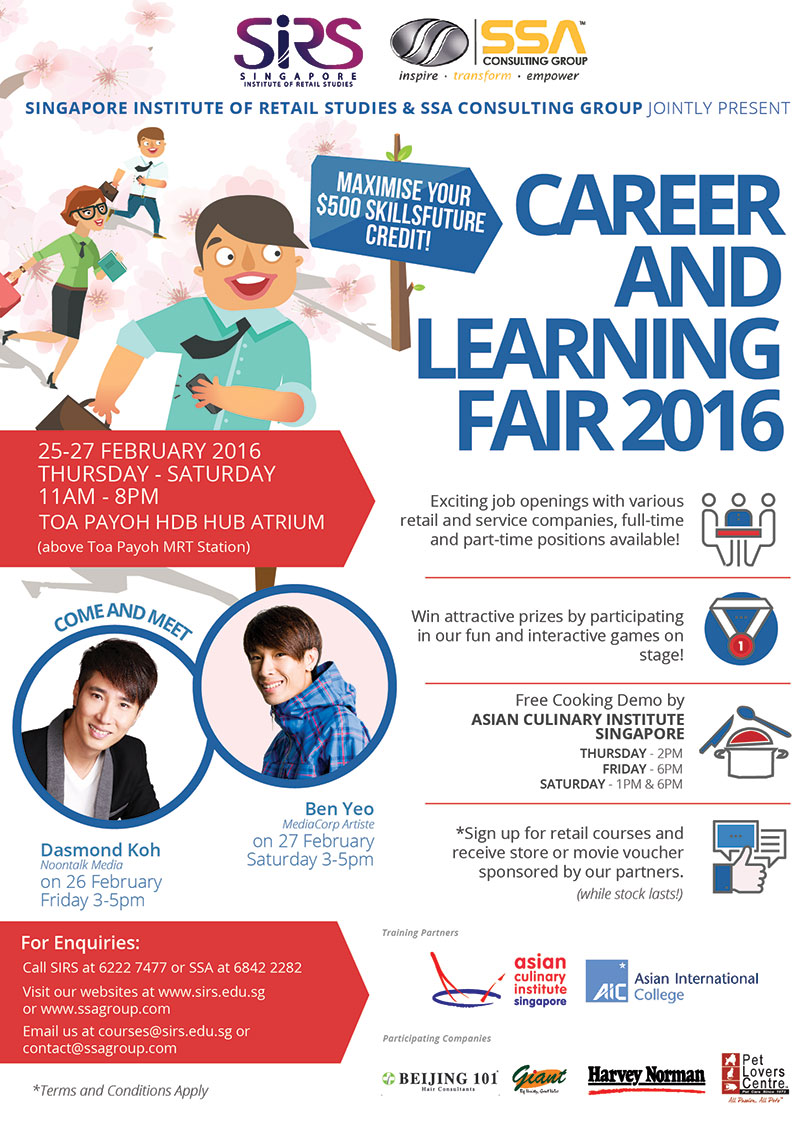 SiRS
SINGAPORE
INSTITUTE OF RETAIL STUDIES
SSA
TM
CONSULTING GROUP
inspire · transform · empower
SINGAPORE INSTITUTE OF RETAIL STUDIES & SSA CONSULTING GROUP JOINTLY PRESENT
MAXIMISE YOUR
$500 SKILLSFUTURE
CREDIT!
CAREER
AND
LEARNING
FAIR 2016
25-27 FEBRUARY 2016
THURSDAY - SATURDAY
11AM - 8PM
TOA PAYOH HDB HUB ATRIUM
(above Toa Payoh MRT Station)
Exciting job openings with various
retail and service companies, full-time
and part-time positions available!
Win attractive prizes by participating
in our fun and interactive games on
stage!
1
Free Cooking Demo by
ASIAN CULINARY INSTITUTE
SINGAPORE
THURSDAY - 2PM
FRIDAY - 6PM
SATURDAY - 1PM & 6PM
*Sign up for retail courses and
receive store or movie voucher
sponsored by our partners.
(while stock lasts!)
COME AND MEET
Ben Yeo
MediaCorp Artiste
on 27 February
Saturday 3-5pm
Dasmond Koh
Noontalk Media
on 26 February
Friday 3-5pm
For Enquiries:
Call SIRS at 6222 7477 or SSA at 6842 2282
Visit our websites at www.sirs.edu.sg
or www.ssagroup.com
Email us at courses@sirs.edu.sg or
contact@ssagroup.com
*Terms and Conditions Apply
Training Partners
asian
culinary
institute
singapore
AIC
Asian International
College
Participating Companies
BEIJING 101
Hair Consultants
Giant
Harvey Norman
Pet
Lovers
Centre
Pet Care Since 1973
All Passion, All Pets